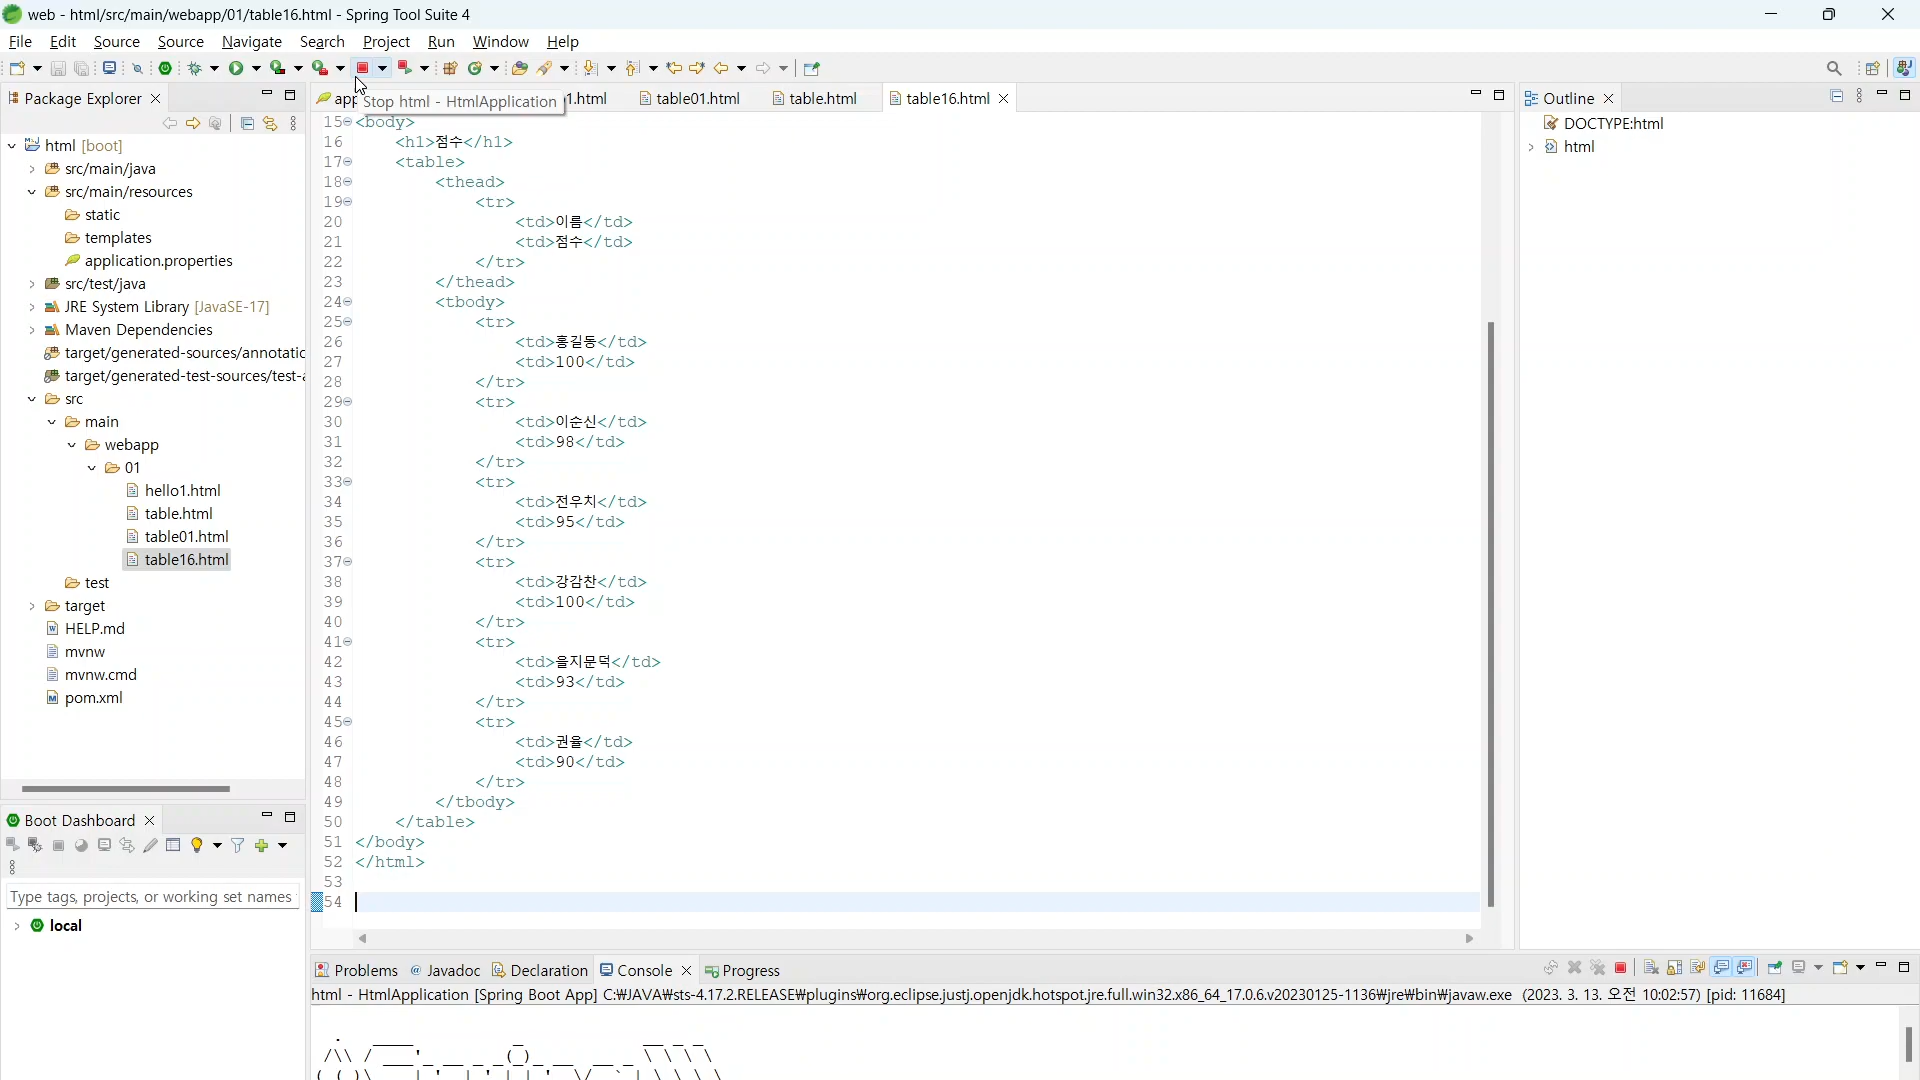 web - html/src/main/webapp/01/table16.html - Spring Tool Suite 4
File Edit Source Source Navigate Search Project Run Window Help
Package Explorer
app
Stop html - HtmlApplication
1.html
table01.html
table.html
table16.html
Outline
html [boot]
src/main/java
src/main/resources
static
templates
application.properties
src/test/java
JRE System Library [JavaSE-17]
Maven Dependencies
target/generated-sources/annotatic
target/generated-test-sources/test-a
src
main
webapp
01
hello1.html
table.html
table01.html
table16.html
test
target
HELP.md
mvnw
mvnw.cmd
pom.xml
Boot Dashboard
Type tags, projects, or working set names
local
15 <body>
16 <h1>점수</h1>
17 <table>
18 <thead>
19 <tr>
20 <td>이름</td>
21 <td>점수</td>
22 </tr>
23 </thead>
24 <tbody>
25 <tr>
26 <td>홍길동</td>
27 <td>100</td>
28 </tr>
29 <tr>
30 <td>이순신</td>
31 <td>98</td>
32 </tr>
33 <tr>
34 <td>전우치</td>
35 <td>95</td>
36 </tr>
37 <tr>
38 <td>강감찬</td>
39 <td>100</td>
40 </tr>
41 <tr>
42 <td>을지문덕</td>
43 <td>93</td>
44 </tr>
45 <tr>
46 <td>권율</td>
47 <td>90</td>
48 </tr>
49 </tbody>
50 </table>
51 </body>
52 </html>
53
54
DOCTYPE:html
html
Problems @ Javadoc Declaration Console Progress
html - HtmlApplication [Spring Boot App] C:₩JAVA₩sts-4.17.2.RELEASE₩plugins₩org.eclipse.justj.openjdk.hotspot.jre.full.win32.x86_64_17.0.6.v20230125-1136₩jre₩bin₩javaw.exe (2023. 3. 13. 오전 10:02:57) [pid: 11684]